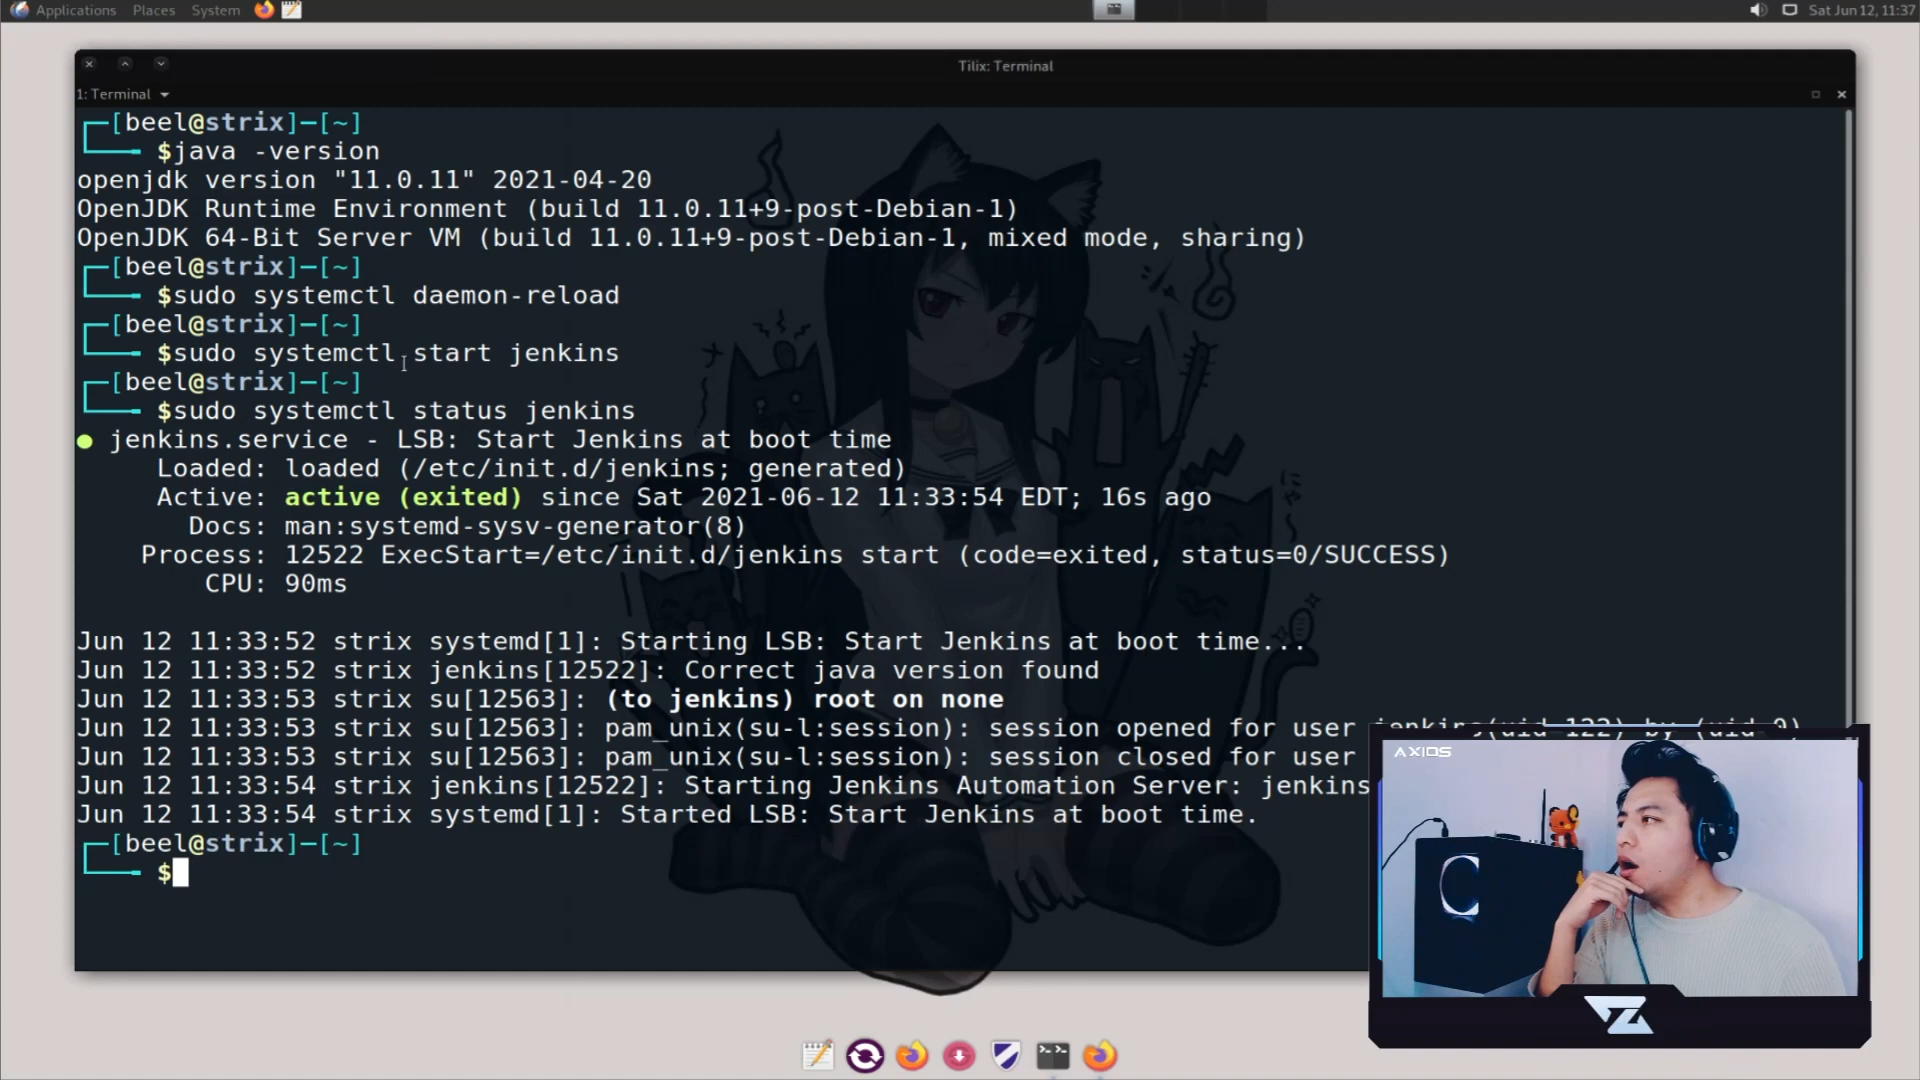 Applications Places System
Sat Jun 12, 11:37
Tilix: Terminal
1: Terminal
┌─[beel@strix]─[~]
└── $java -version
openjdk version "11.0.11" 2021-04-20
OpenJDK Runtime Environment (build 11.0.11+9-post-Debian-1)
OpenJDK 64-Bit Server VM (build 11.0.11+9-post-Debian-1, mixed mode, sharing)
┌─[beel@strix]─[~]
└── $sudo systemctl daemon-reload
┌─[beel@strix]─[~]
└── $sudo systemctl start jenkins
┌─[beel@strix]─[~]
└── $sudo systemctl status jenkins
● jenkins.service - LSB: Start Jenkins at boot time
Loaded: loaded (/etc/init.d/jenkins; generated)
Active: active (exited) since Sat 2021-06-12 11:33:54 EDT; 16s ago
Docs: man:systemd-sysv-generator(8)
Process: 12522 ExecStart=/etc/init.d/jenkins start (code=exited, status=0/SUCCESS)
CPU: 90ms
Jun 12 11:33:52 strix systemd[1]: Starting LSB: Start Jenkins at boot time...
Jun 12 11:33:52 strix jenkins[12522]: Correct java version found
Jun 12 11:33:53 strix su[12563]: (to jenkins) root on none
Jun 12 11:33:53 strix su[12563]: pam_unix(su-l:session): session opened for user jenkins(uid=122) by (uid=0)
Jun 12 11:33:53 strix su[12563]: pam_unix(su-l:session): session closed for user
Jun 12 11:33:54 strix jenkins[12522]: Starting Jenkins Automation Server: jenkins
Jun 12 11:33:54 strix systemd[1]: Started LSB: Start Jenkins at boot time.
┌─[beel@strix]─[~]
└── $
AXIOS